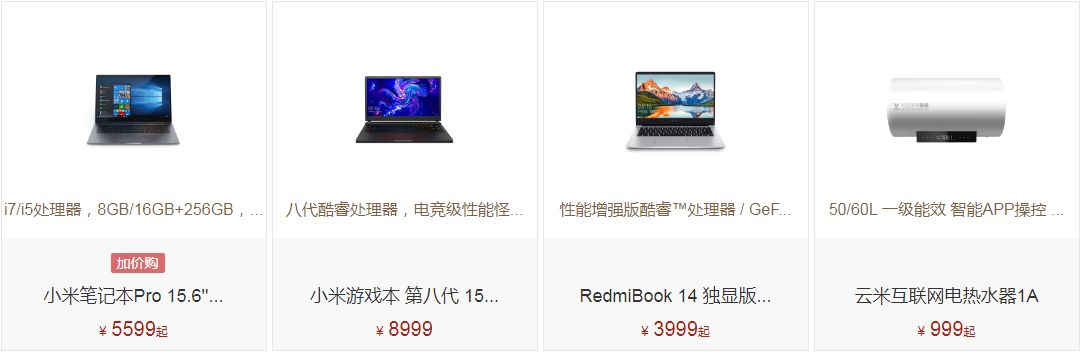 i7/i5处理器，8GB/16GB+256GB，...
八代酷睿处理器，电竞级性能怪...
性能增强版酷睿™处理器 / GeF...
50/60L 一级能效 智能APP操控 ...
加价购
小米笔记本Pro 15.6"...
小米游戏本 第八代 15...
RedmiBook 14 独显版...
云米互联网电热水器1A
¥ 5599起
¥ 8999
¥ 3999起
¥ 999起